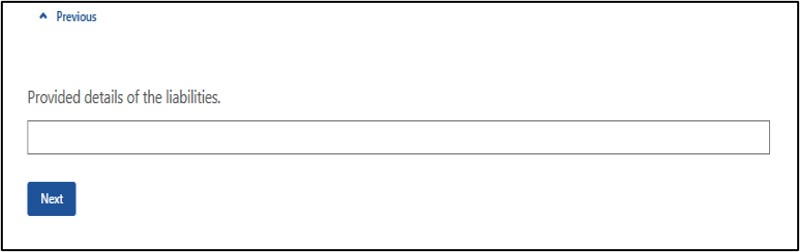 Previous
Provided details of the liabilities.
Next